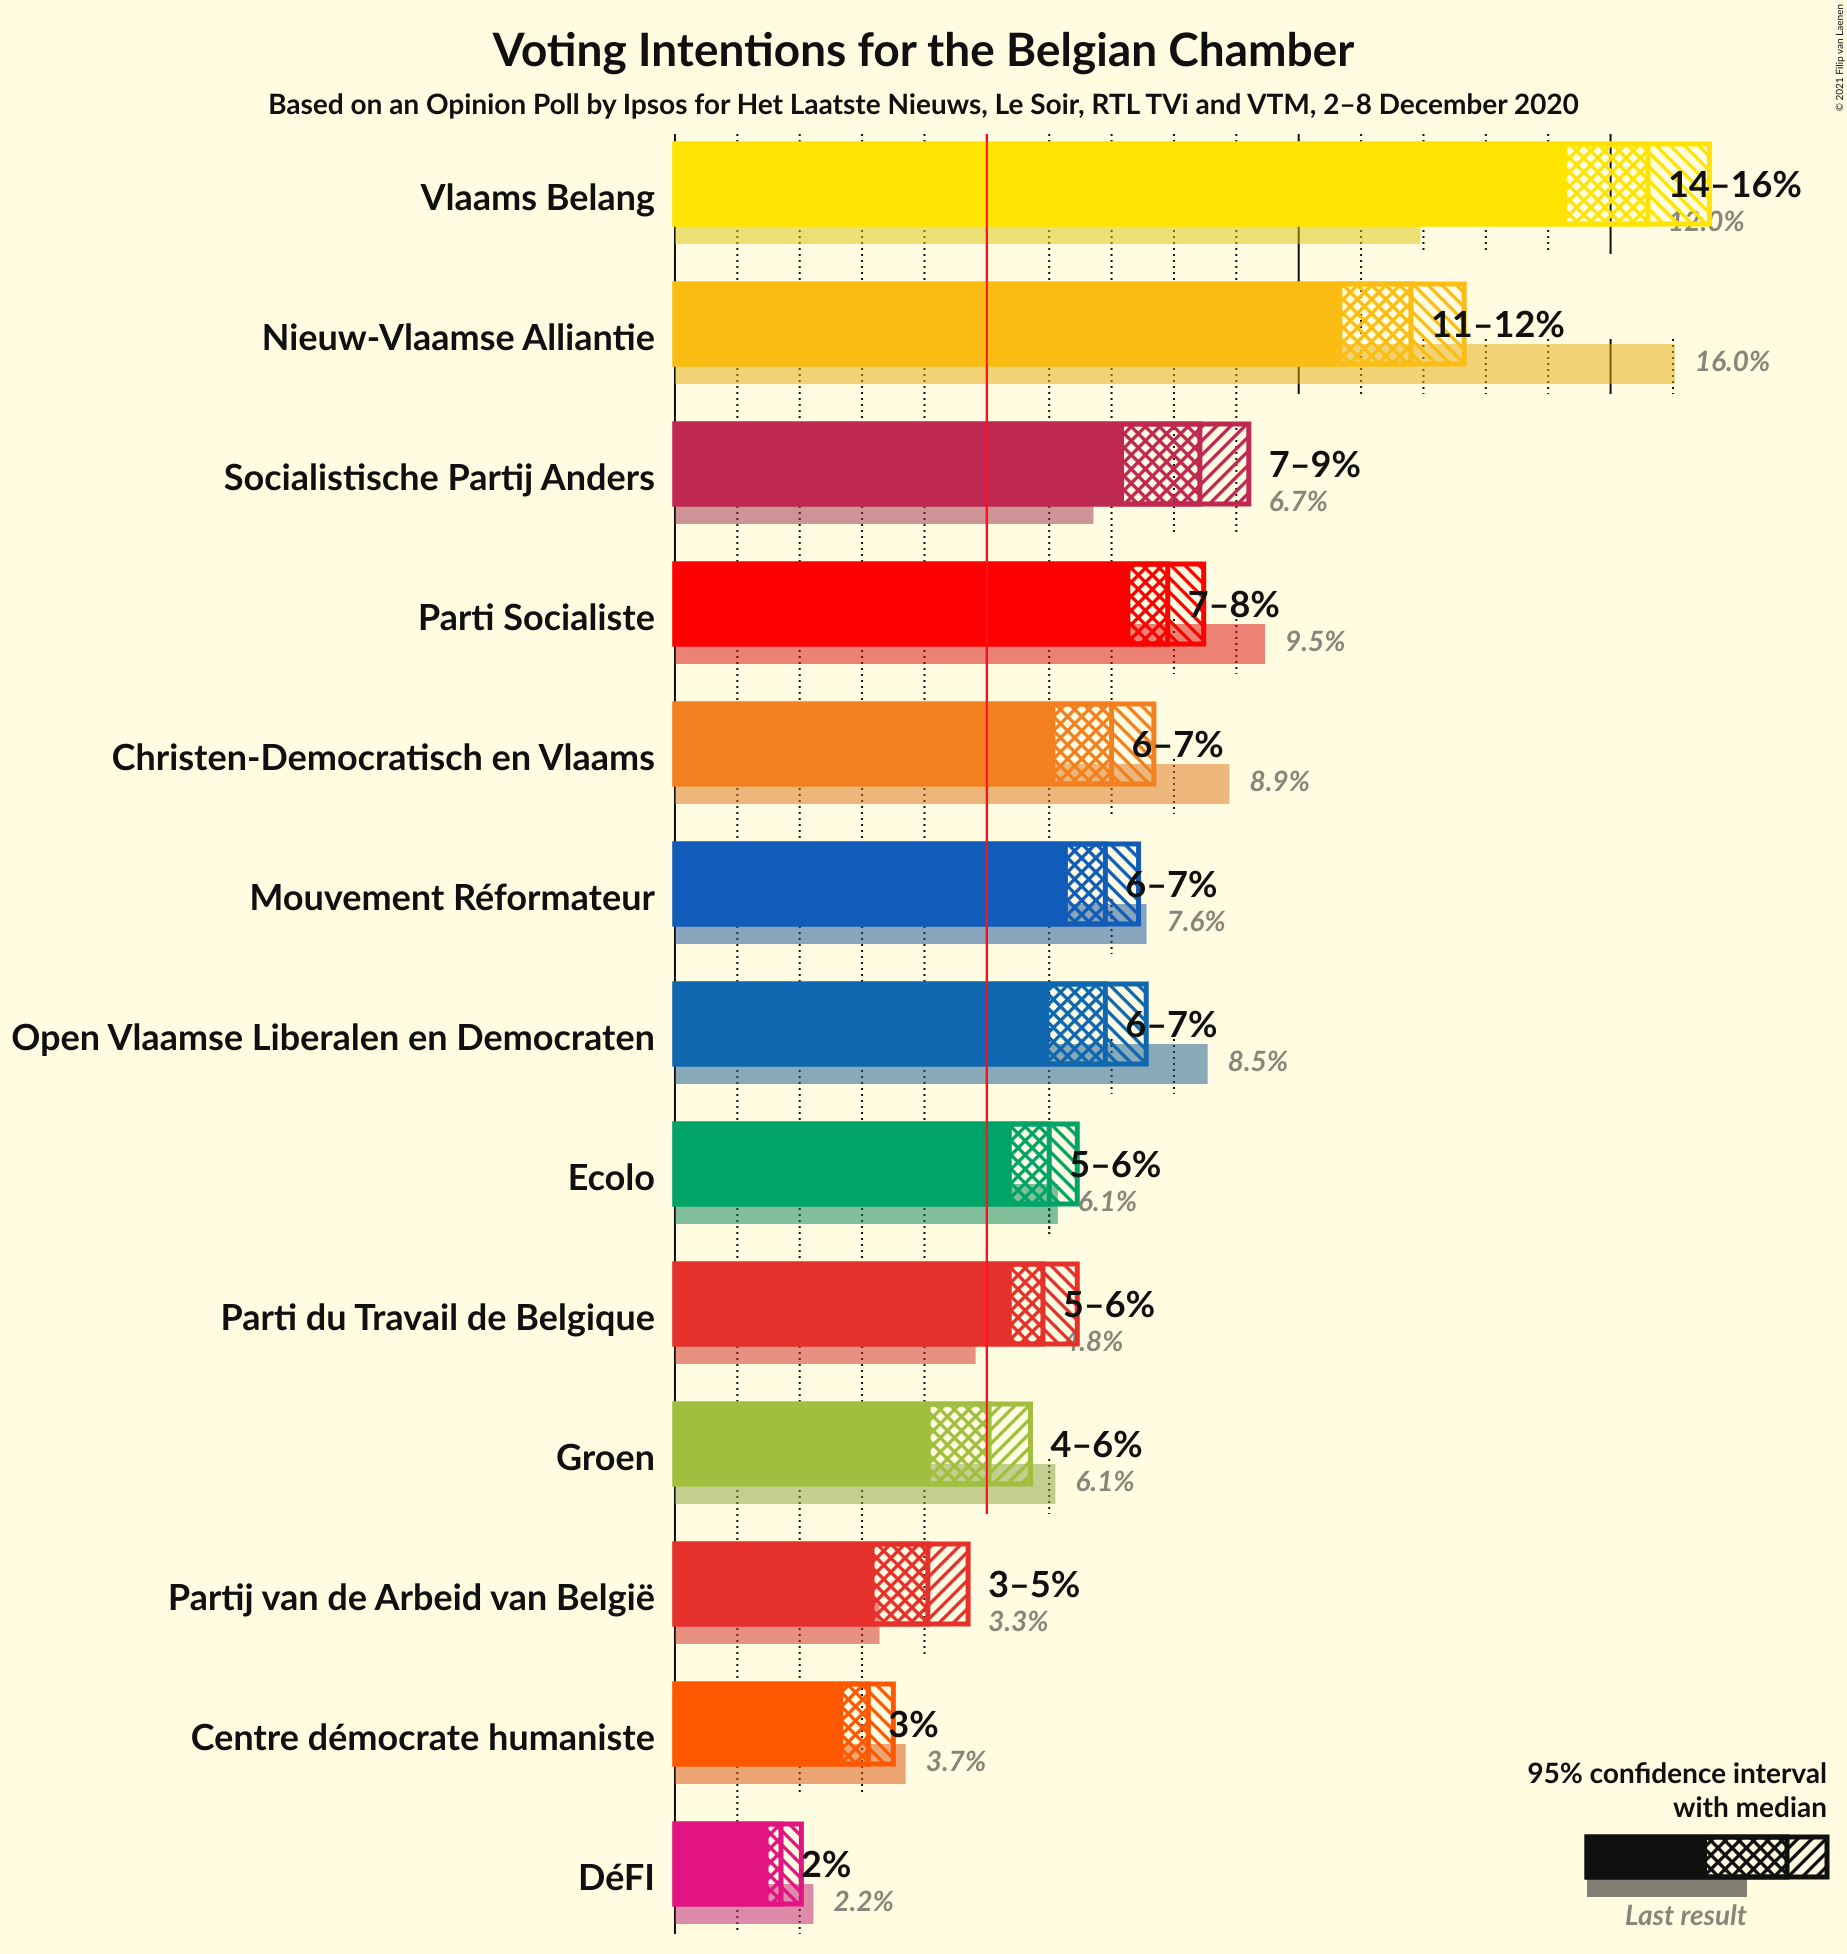 © 2021 Filip van Laenen
Voting Intentions for the Belgian Chamber
Based on an Opinion Poll by Ipsos for Het Laatste Nieuws, Le Soir, RTL TVi and VTM, 2–8 December 2020
Vlaams Belang
14–16%
12.0%
Nieuw-Vlaamse Alliantie
11–12%
16.0%
Socialistische Partij Anders
7–9%
6.7%
Parti Socialiste
7–8%
9.5%
Christen-Democratisch en Vlaams
6–7%
8.9%
Mouvement Réformateur
6–7%
7.6%
Open Vlaamse Liberalen en Democraten
6–7%
8.5%
Ecolo
5–6%
6.1%
Parti du Travail de Belgique
5–6%
4.8%
Groen
4–6%
6.1%
Partij van de Arbeid van België
3–5%
3.3%
Centre démocrate humaniste
3%
3.7%
DéFI
2%
2.2%
95% confidence interval
with median
Last result